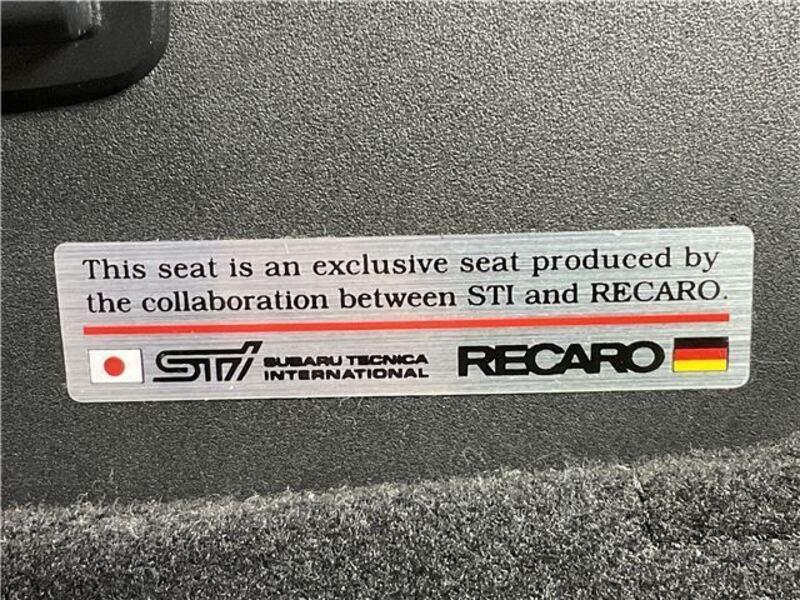 This seat is an exclusive seat produced by
the collaboration between STI and RECARO.
STI SUBARU TECNICA
INTERNATIONAL
RECARO